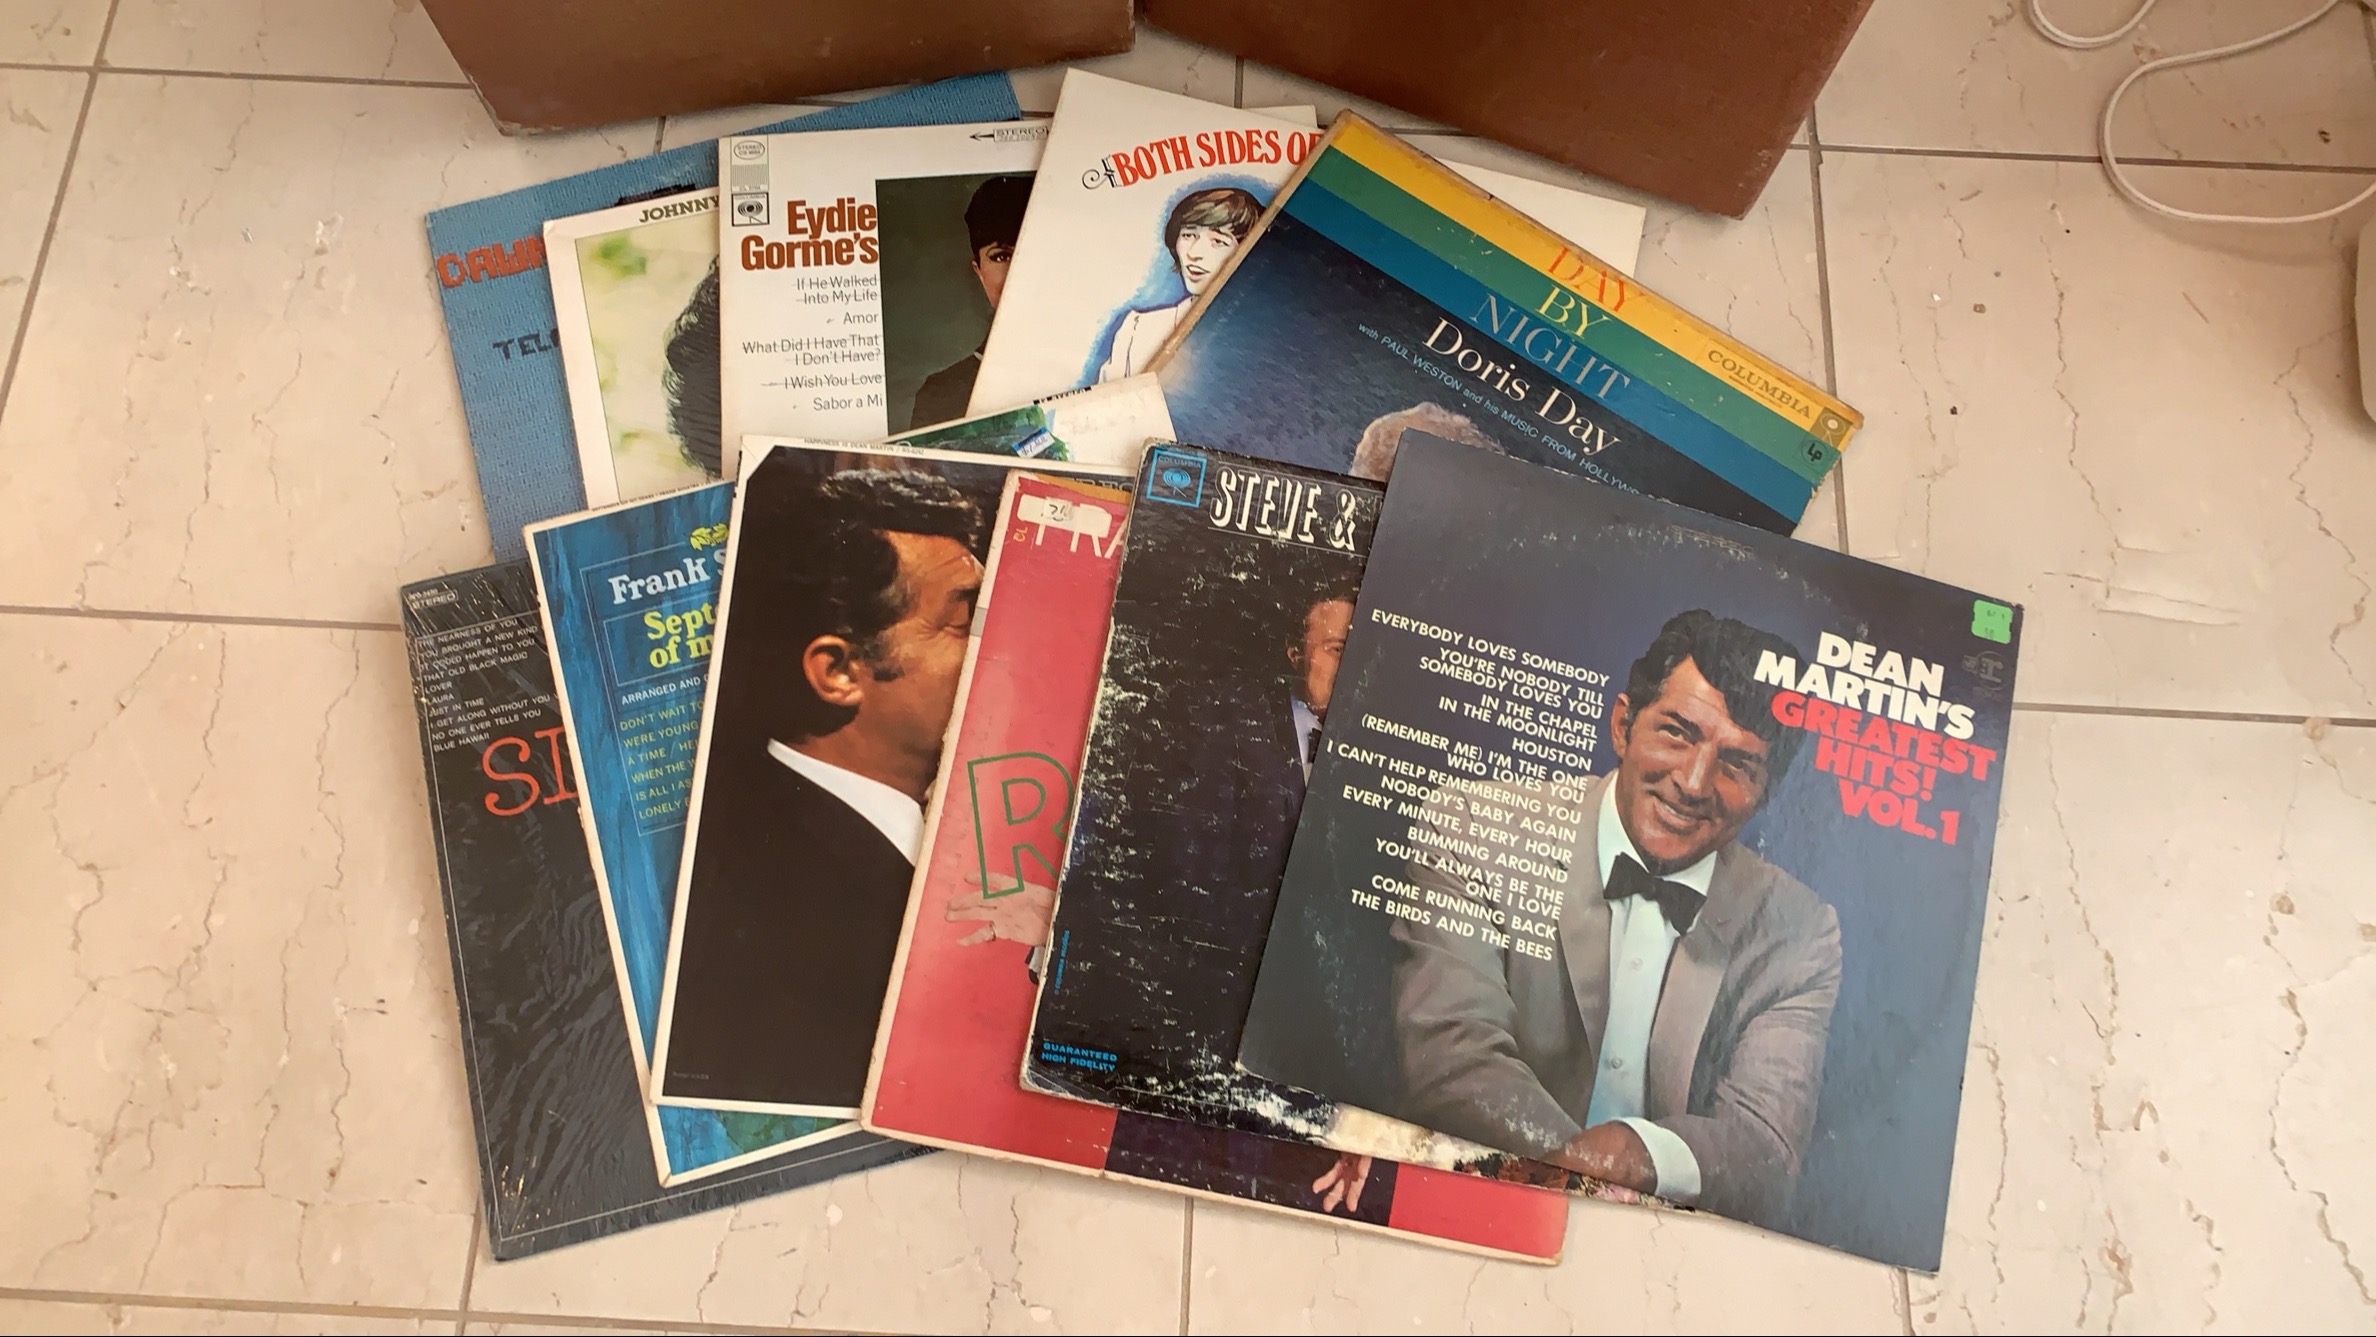 DAWN
TEL
JOHNNY
STEREO
STEREO
COLUMBIA
Eydie
Gorme's
If He Walked
Into My Life
Amor
What Did I Have That
I Don't Have?
I Wish You Love
Sabor a Mi
BOTH SIDES OF
DAY
BY
NIGHT
Doris Day
with PAUL WESTON and his MUSIC FROM HOLLYW
COLUMBIA
LP
STEREO
THE NEARNESS OF YOU
YOU BROUGHT A NEW KIND
IT COULD HAPPEN TO YOU
THAT OLD BLACK MAGIC
LOVER
LAURA
JUST IN TIME
I GET ALONG WITHOUT YOU
NO ONE EVER TELLS YOU
BLUE HAWAII
SI
Frank S
Sept
of m
ARRANGED AND
DON'T WAIT TO
WERE YOUNG
A TIME / HE
WHEN THE W
IS ALL I AS
LONELY
HAPPINESS IS DEAN MARTIN
FRA
R
COLUMBIA
STEVE &
GUARANTEED
HIGH FIDELITY
DEAN
MARTIN'S
GREATEST
HITS!
VOL.1
EVERYBODY LOVES SOMEBODY
YOU'RE NOBODY TILL
SOMEBODY LOVES YOU
IN THE CHAPEL
IN THE MOONLIGHT
HOUSTON
(REMEMBER ME) I'M THE ONE
WHO LOVES YOU
I CAN'T HELP REMEMBERING YOU
NOBODY'S BABY AGAIN
EVERY MINUTE, EVERY HOUR
BUMMING AROUND
YOU'LL ALWAYS BE THE
ONE I LOVE
COME RUNNING BACK
THE BIRDS AND THE BEES